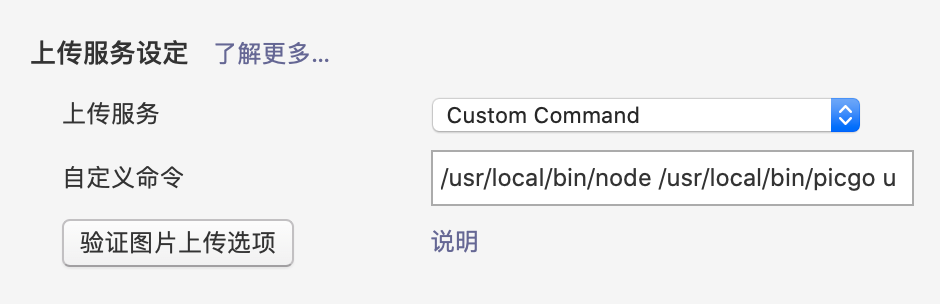 上传服务设定 了解更多...
上传服务 Custom Command
自定义命令 /usr/local/bin/node /usr/local/bin/picgo u
验证图片上传选项 说明